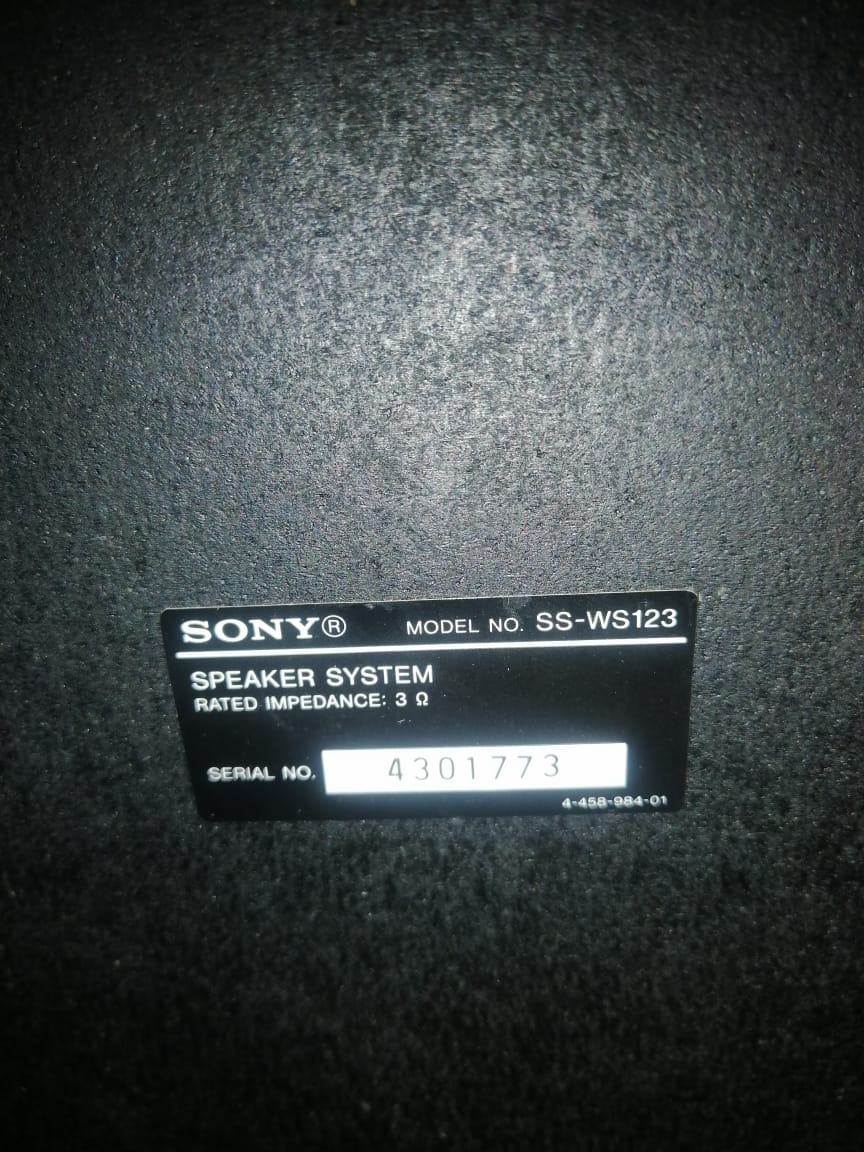 SONY® MODEL NO. SS-WS123
SPEAKER SYSTEM
RATED IMPEDANCE: 3 Ω
SERIAL NO. 4301773
4-458-984-01